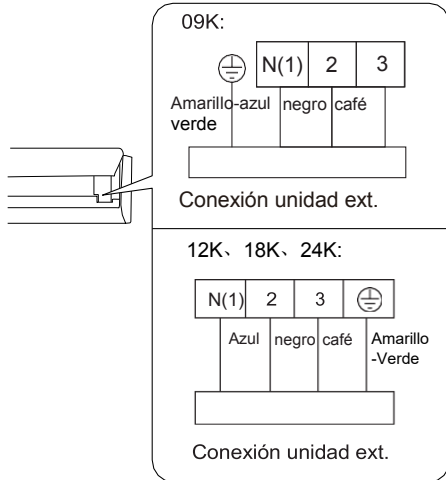 09K:
N(1) 2 3
Amarillo-azul negro café
verde
Conexión unidad ext.
12K、18K、24K:
N(1) 2 3
Azul negro café Amarillo
-Verde
Conexión unidad ext.